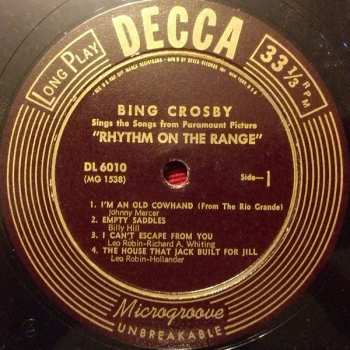 LONG PLAY
DECCA
33 1/3 RPM
BING CROSBY
Sings the Songs from Paramount Picture
"RHYTHM ON THE RANGE"
DL 6010
(MG 1538)
Side—1
1. I'M AN OLD COWHAND (From The Rio Grande)
Johnny Mercer
2. EMPTY SADDLES
Billy Hill
3. I CAN'T ESCAPE FROM YOU
Leo Robin-Richard A. Whiting
4. THE HOUSE THAT JACK BUILT FOR JILL
Leo Robin-Hollander
Microgroove
UNBREAKABLE